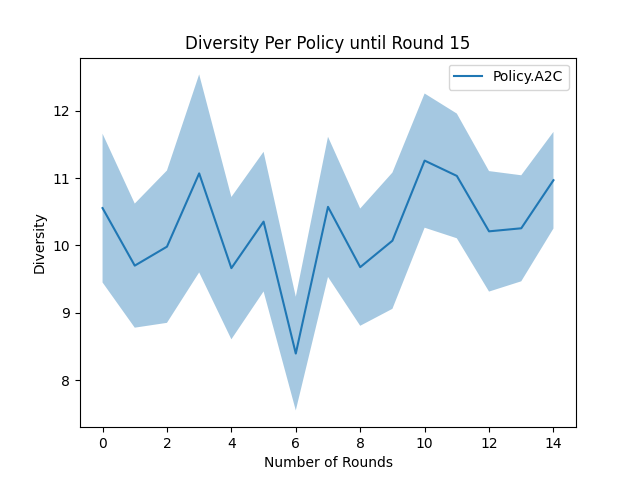 Diversity Per Policy until Round 15
Policy.A2C
12
11
10
9
8
Diversity
0 2 4 6 8 10 12 14
Number of Rounds